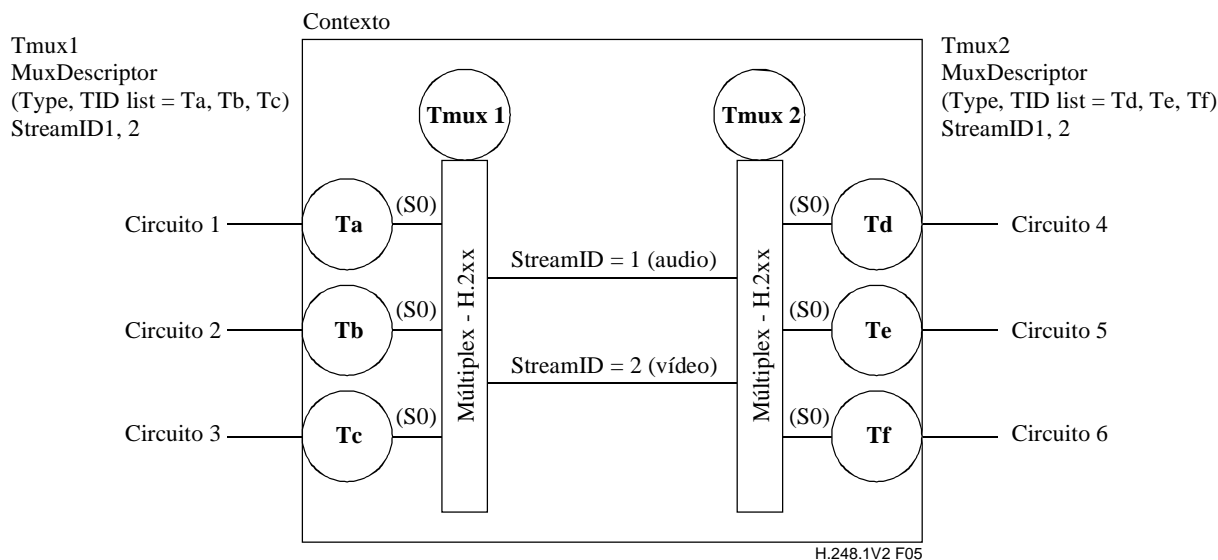 Contexto
Tmux1
MuxDescriptor
(Type, TID list = Ta, Tb, Tc)
StreamID1, 2
Tmux2
MuxDescriptor
(Type, TID list = Td, Te, Tf)
StreamID1, 2
Tmux 1
Tmux 2
Circuito 1
Ta
(S0)
(S0)
Td
Circuito 4
StreamID = 1 (audio)
Circuito 2
Tb
(S0)
Múltiplex - H.2xx
Múltiplex - H.2xx
(S0)
Te
Circuito 5
StreamID = 2 (vídeo)
Circuito 3
Tc
(S0)
(S0)
Tf
Circuito 6
H.248.1V2 F05